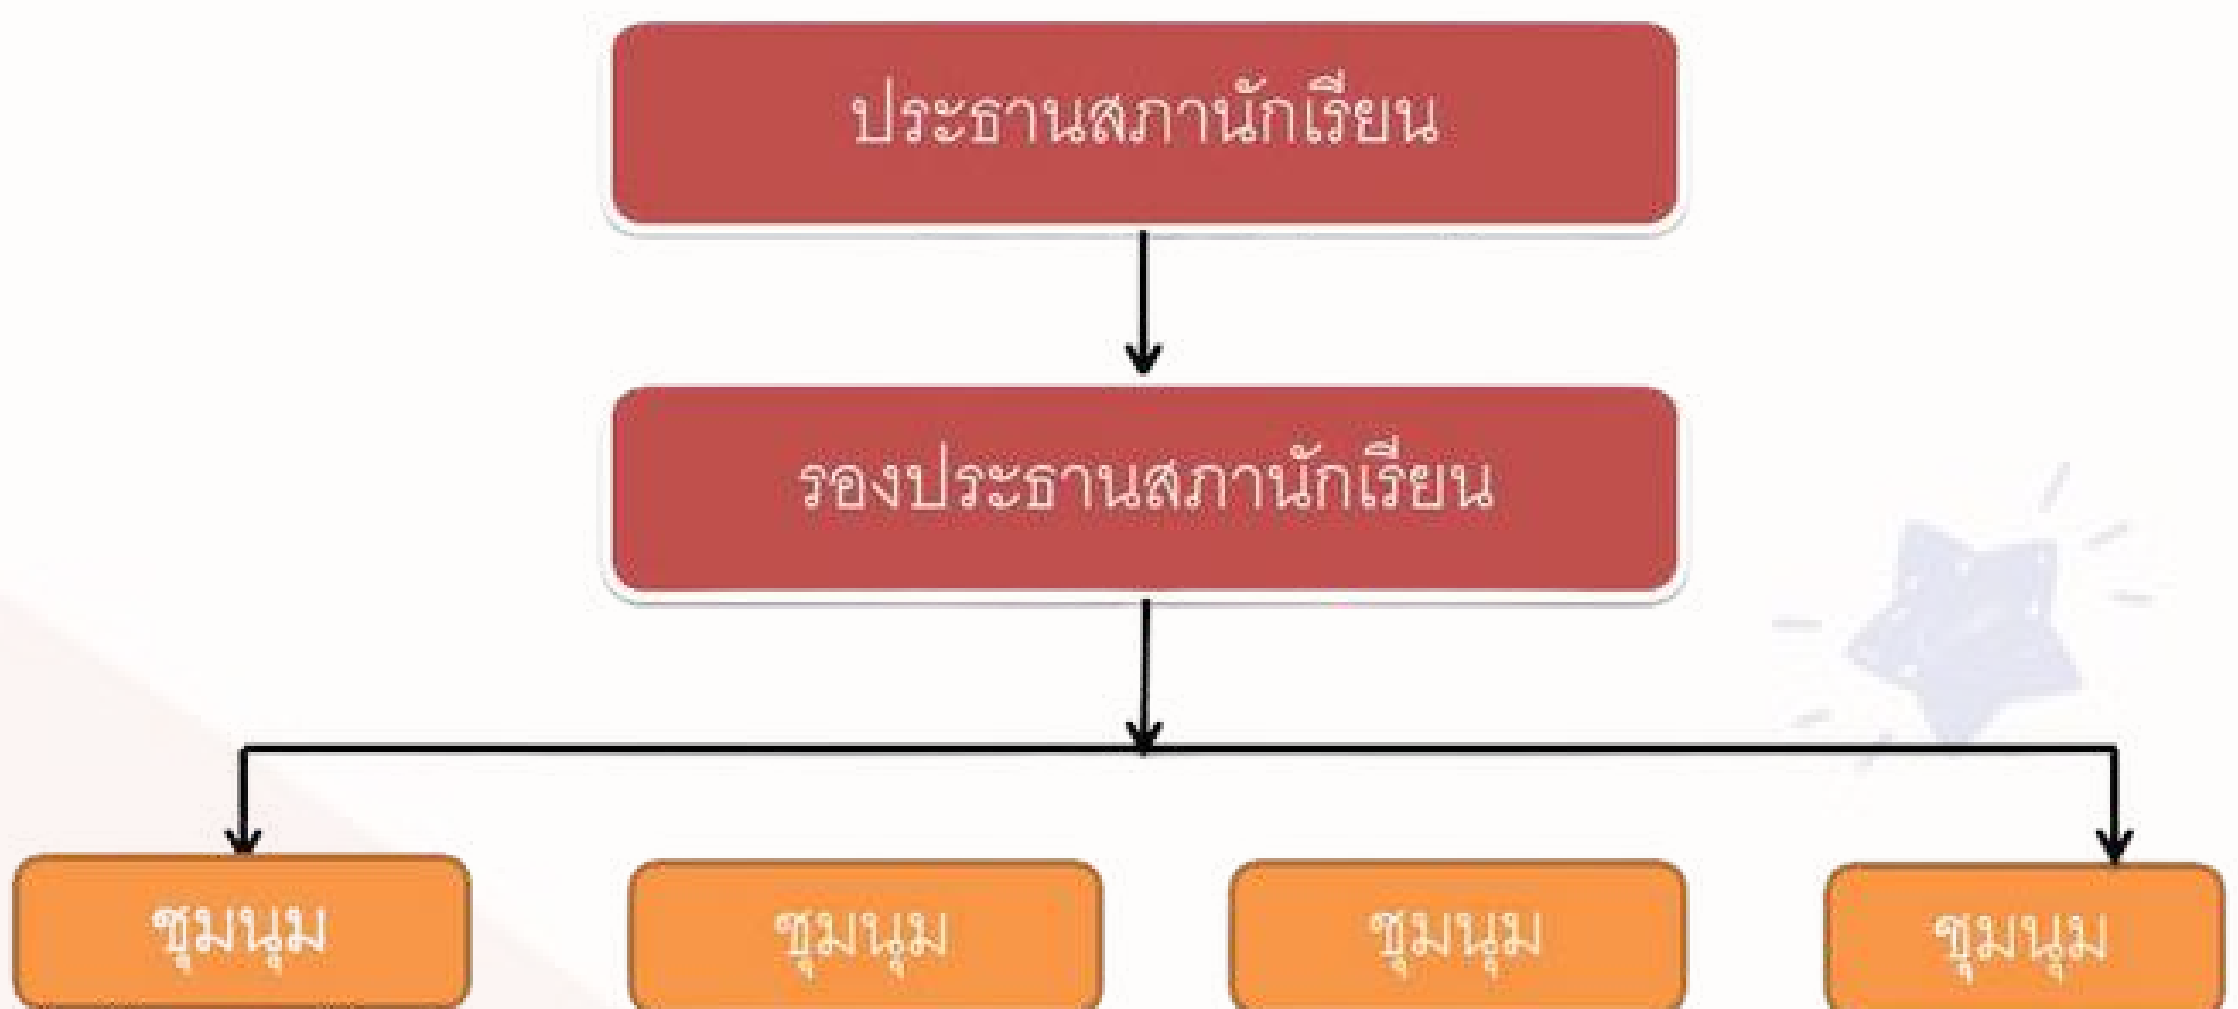 ประธานสภานักเรียน
รองประธานสภานักเรียน
ชุมนุม
ชุมนุม
ชุมนุม
ชุมนุม